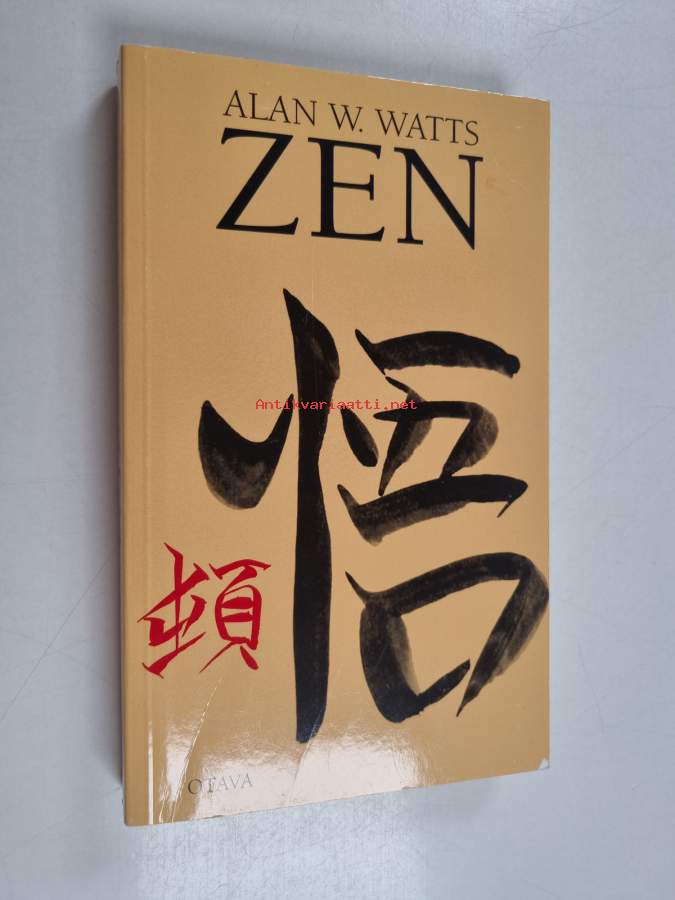 ALAN W. WATTS
ZEN
悟
Antikvariaatti.net
頓
OTAVA